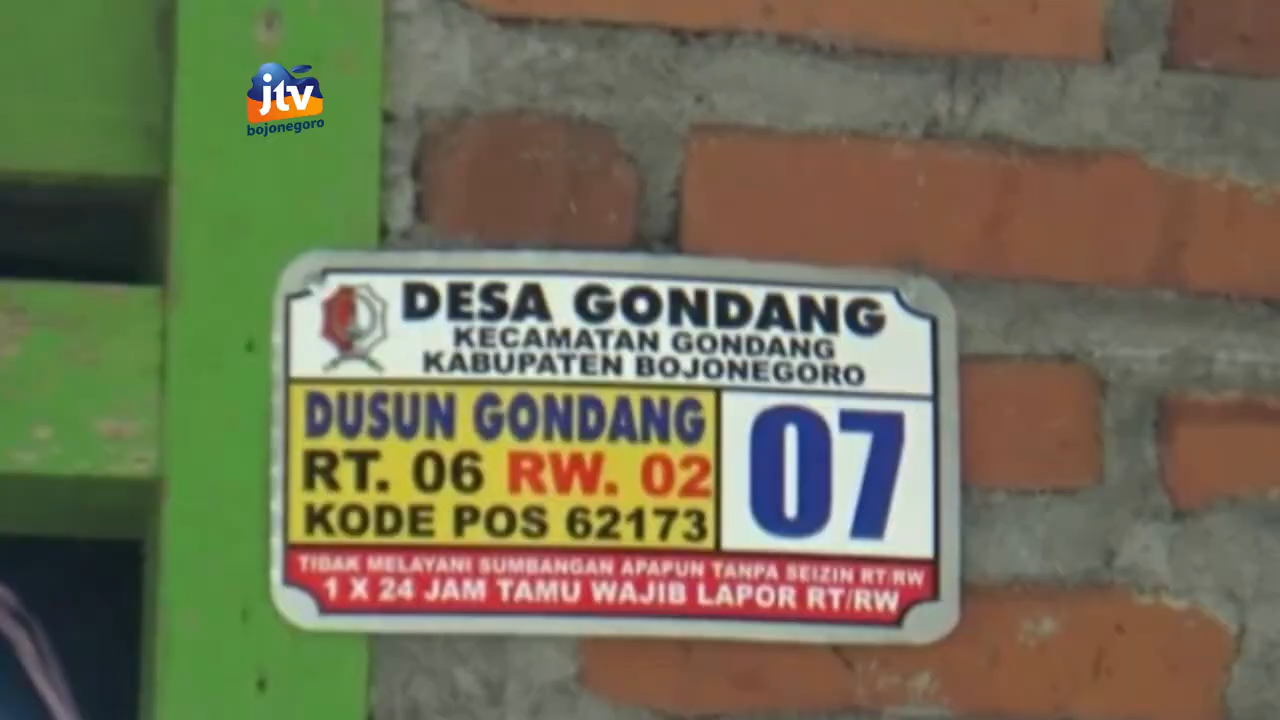 jtv
bojonegoro
DESA GONDANG
KECAMATAN GONDANG
KABUPATEN BOJONEGORO
DUSUN GONDANG
RT. 06 RW. 02
KODE POS 62173
07
TIDAK MELAYANI SUMBANGAN APAPUN TANPA SEIZIN RT/RW
1 X 24 JAM TAMU WAJIB LAPOR RT/RW